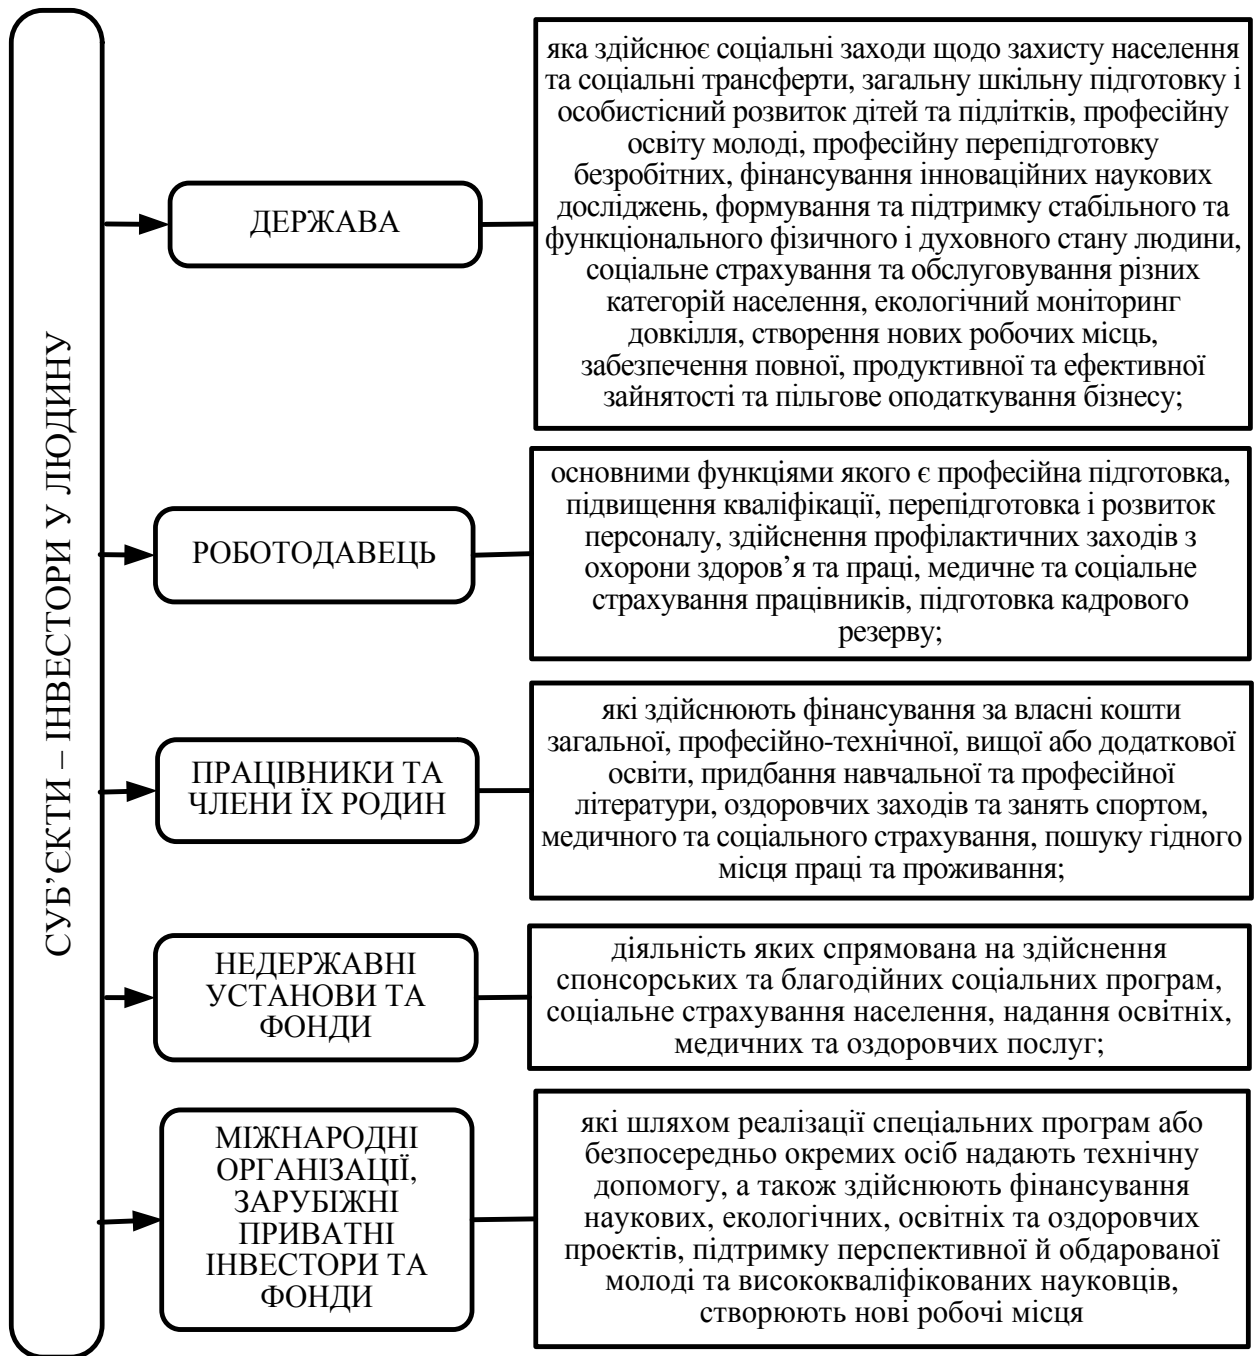 СУБ’ЄКТИ – ІНВЕСТОРИ У ЛЮДИНУ
ДЕРЖАВА
яка здійснює соціальні заходи щодо захисту населення
та соціальні трансферти, загальну шкільну підготовку і
особистісний розвиток дітей та підлітків, професійну
освіту молоді, професійну перепідготовку
безробітних, фінансування інноваційних наукових
досліджень, формування та підтримку стабільного та
функціонального фізичного і духовного стану людини,
соціальне страхування та обслуговування різних
категорій населення, екологічний моніторинг
довкілля, створення нових робочих місць,
забезпечення повної, продуктивної та ефективної
зайнятості та пільгове оподаткування бізнесу;
РОБОТОДАВЕЦЬ
основними функціями якого є професійна підготовка,
підвищення кваліфікації, перепідготовка і розвиток
персоналу, здійснення профілактичних заходів з
охорони здоров’я та праці, медичне та соціальне
страхування працівників, підготовка кадрового
резерву;
ПРАЦІВНИКИ ТА
ЧЛЕНИ ЇХ РОДИН
які здійснюють фінансування за власні кошти
загальної, професійно-технічної, вищої або додаткової
освіти, придбання навчальної та професійної
літератури, оздоровчих заходів та занять спортом,
медичного та соціального страхування, пошуку гідного
місця праці та проживання;
НЕДЕРЖАВНІ
УСТАНОВИ ТА
ФОНДИ
діяльність яких спрямована на здійснення
спонсорських та благодійних соціальних програм,
соціальне страхування населення, надання освітніх,
медичних та оздоровчих послуг;
МІЖНАРОДНІ
ОРГАНІЗАЦІЇ,
ЗАРУБІЖНІ
ПРИВАТНІ
ІНВЕСТОРИ ТА
ФОНДИ
які шляхом реалізації спеціальних програм або
безпосередньо окремих осіб надають технічну
допомогу, а також здійснюють фінансування
наукових, екологічних, освітніх та оздоровчих
проектів, підтримку перспективної й обдарованої
молоді та висококваліфікованих науковців,
створюють нові робочі місця